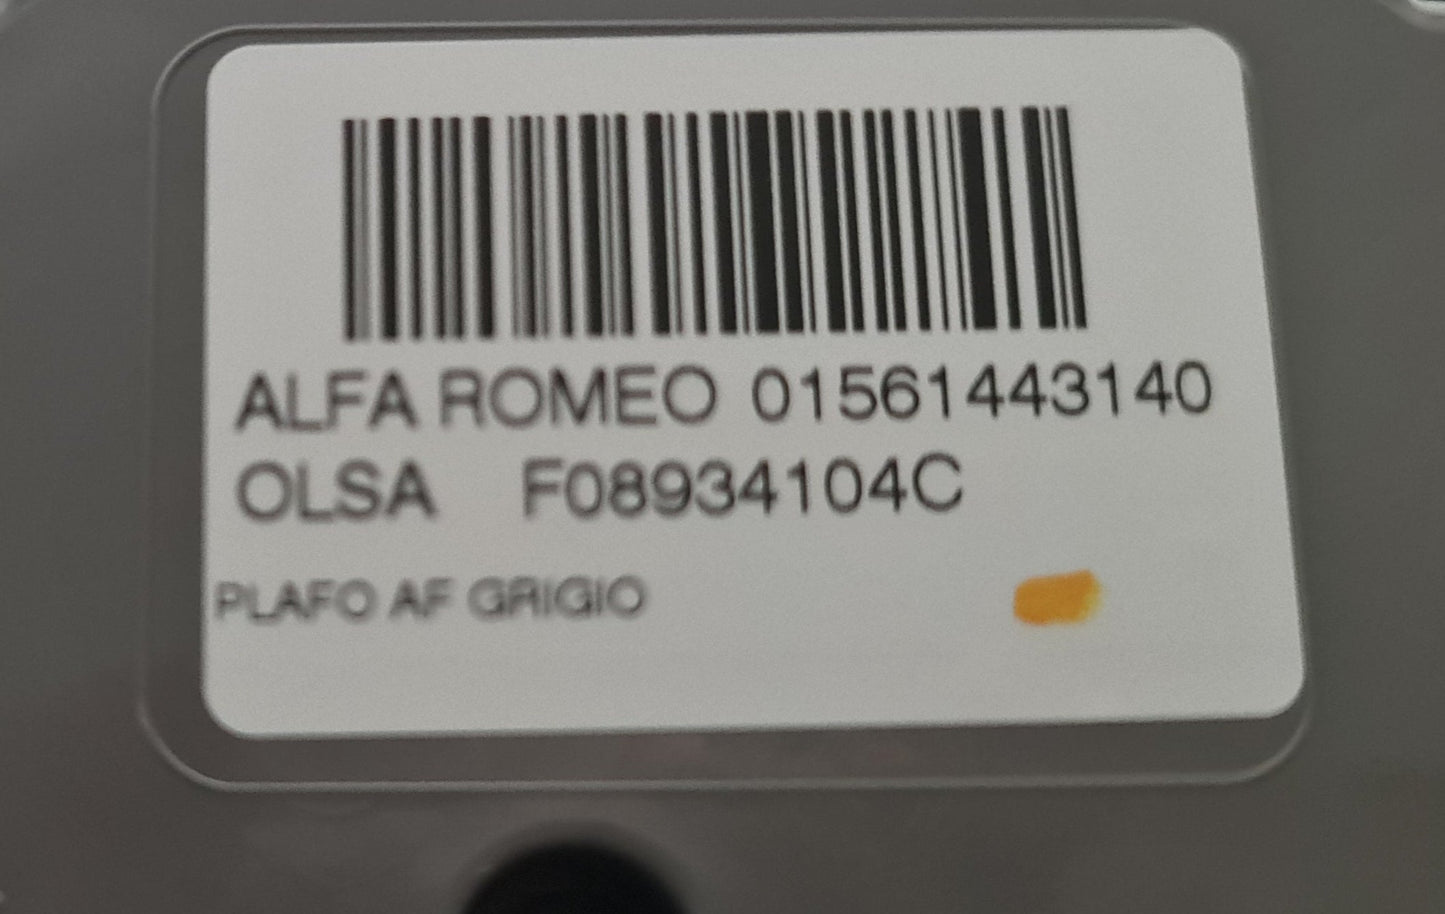 ALFA ROMEO 01561443140
OLSA F08934104C
PLAFO AF GRIGIO